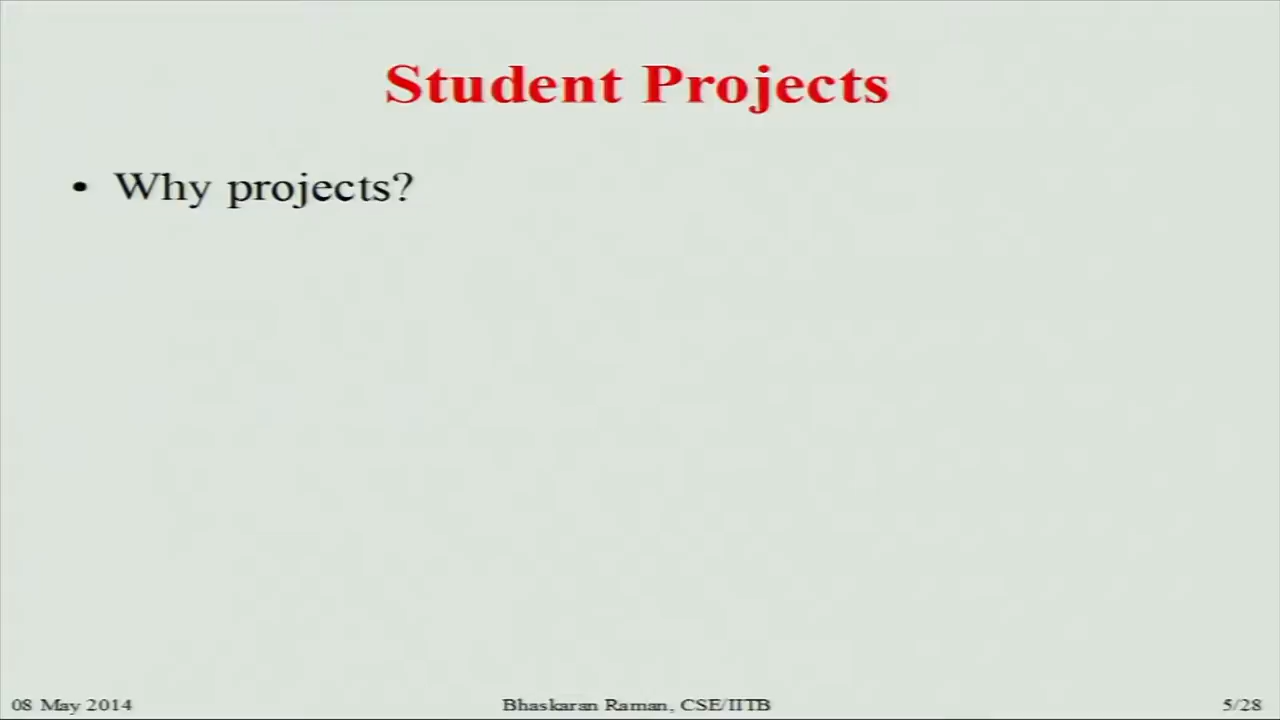 Student Projects
• Why projects?
08 May 2014
Bhaskaran Raman, CSE/IITB
5/28